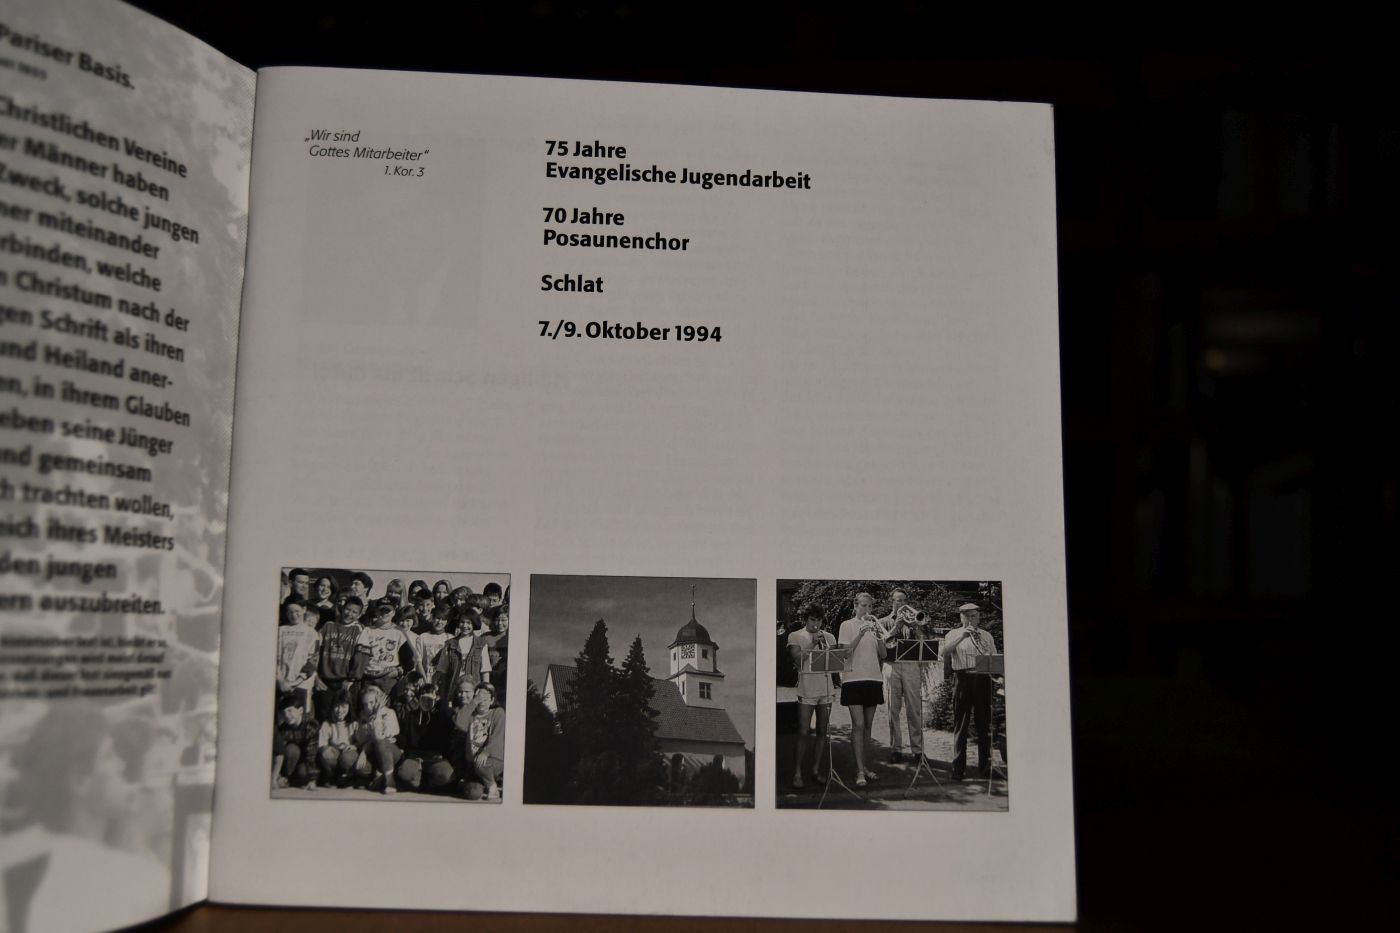 Pariser Basis.
Christlichen Vereine
er Männer haben
Zweck, solche jungen
ner miteinander
rbinden, welche
Christum nach der
gen Schrift als ihren
und Heiland aner-
en, in ihrem Glauben
eben seine Jünger
nd gemeinsam
h trachten wollen,
eich ihres Meisters
den jungen
ern auszubreiten.
„Wir sind
Gottes Mitarbeiter“
1. Kor. 3
75 Jahre
Evangelische Jugendarbeit
70 Jahre
Posaunenchor
Schlat
7./9. Oktober 1994